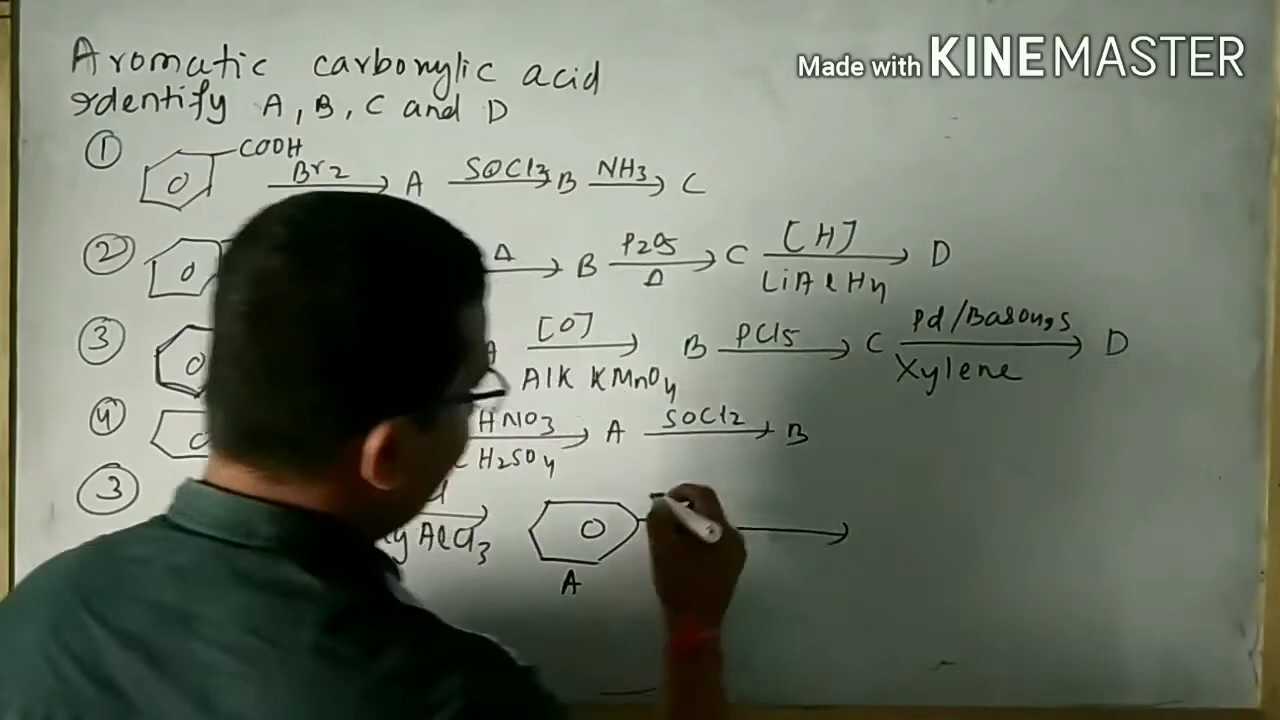 Made with KINEMASTER
Aromatic carboxylic acid
Identify A, B, C and D
① COOH Br2 A SOCl2 B NH3 C
② Δ B P2O5 Δ C [H] LiAlH4 D
③ A [O] Alk KMnO4 B PCl5 C Pd/BaSO4,S Xylene D
④ HNO3 H2SO4 A SOCl2 B
③ AlCl3
A